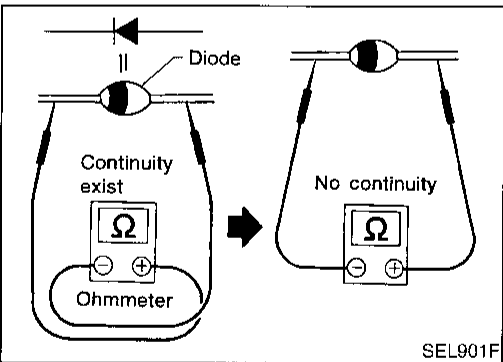 Diode
Continuity
exist
Ω
⊖ ⊕
Ohmmeter
No continuity
Ω
⊖ ⊕
SEL901F